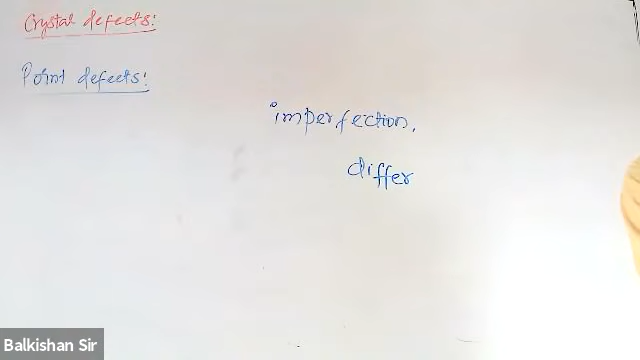 Crystal defects:
Point defects:
imperfection,
differ
Balkishan Sir